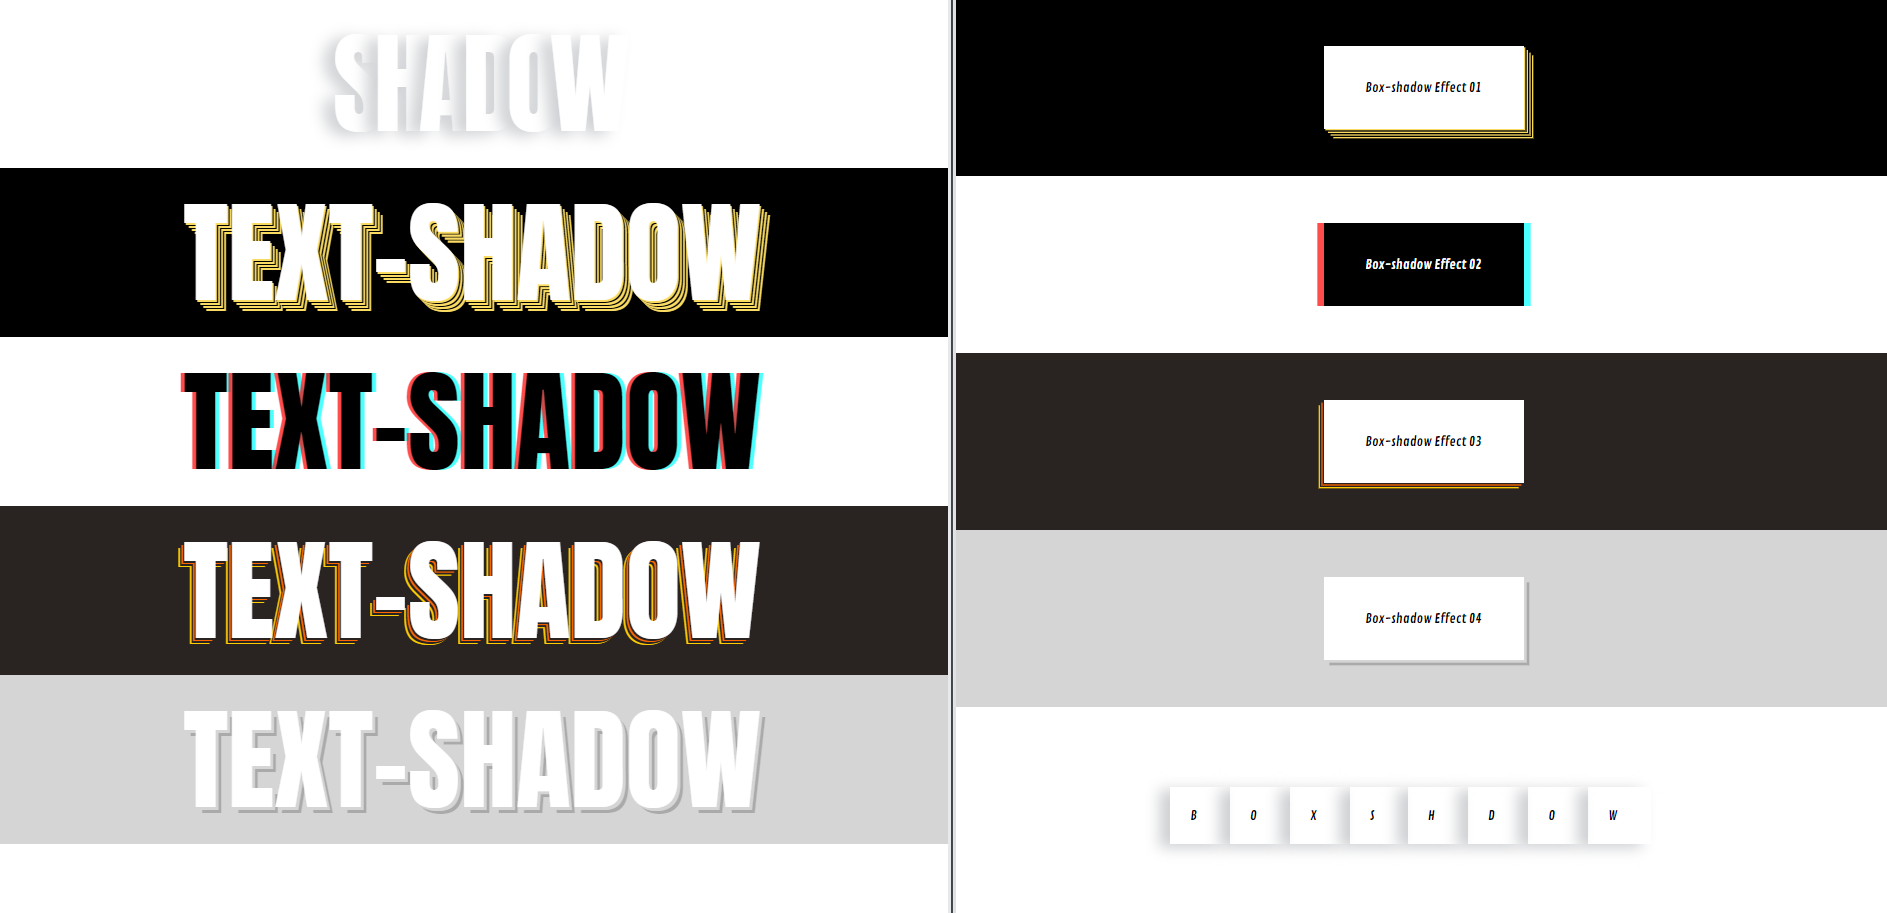 SHADOW
TEXT-SHADOW
TEXT-SHADOW
TEXT-SHADOW
TEXT-SHADOW
Box-shadow Effect 01
Box-shadow Effect 02
Box-shadow Effect 03
Box-shadow Effect 04
B O X S H D O W